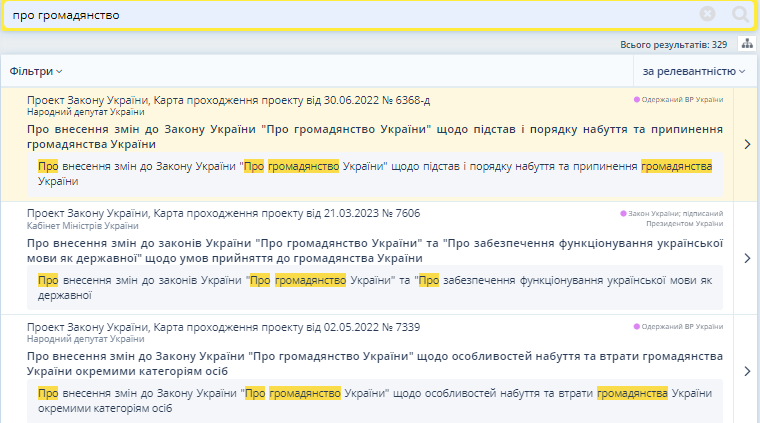 про громадянство
Всього результатів: 329
Фільтри
за релевантністю
Проект Закону України, Карта проходження проекту від 30.06.2022 № 6368-д
Одержаний ВР України
Народний депутат України
Про внесення змін до Закону України "Про громадянство України" щодо підстав і порядку набуття та припинення
громадянства України
Про внесення змін до Закону України "Про громадянство України" щодо підстав і порядку набуття та припинення громадянства
України
Проект Закону України, Карта проходження проекту від 21.03.2023 № 7606
Закон України; підписаний
Президентом України
Кабінет Міністрів України
Про внесення змін до законів України "Про громадянство України" та "Про забезпечення функціонування української
мови як державної" щодо умов прийняття до громадянства України
Про внесення змін до законів України "Про громадянство України" та "Про забезпечення функціонування української мови як
державної
Проект Закону України, Карта проходження проекту від 02.05.2022 № 7339
Одержаний ВР України
Народний депутат України
Про внесення змін до Закону України "Про громадянство України" щодо особливостей набуття та втрати громадянства
України окремими категоріям осіб
Про внесення змін до Закону України "Про громадянство України" щодо особливостей набуття та втрати громадянства України
окремими категоріям осіб